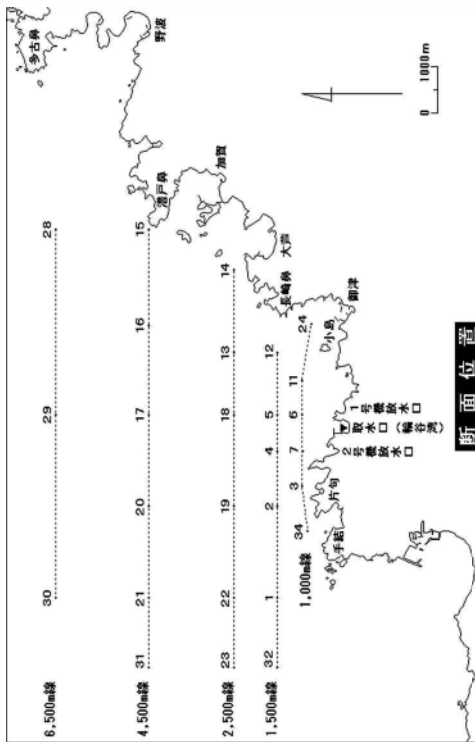 多古鼻
6,500m線 30 29 28
野波
4,500m線 31 21 20 17 16 15
潜戸鼻
加賀
2,500m線 23 22 19 18 13 14
大芦
長崎鼻
1,500m線 32 1 2 4 5 12
1,000m線 34 3 7 6 11 24
小島
御津
手結
片句
2号機放水口
取水口(輪谷湾)
1号機放水口
0 1000m
断面位置